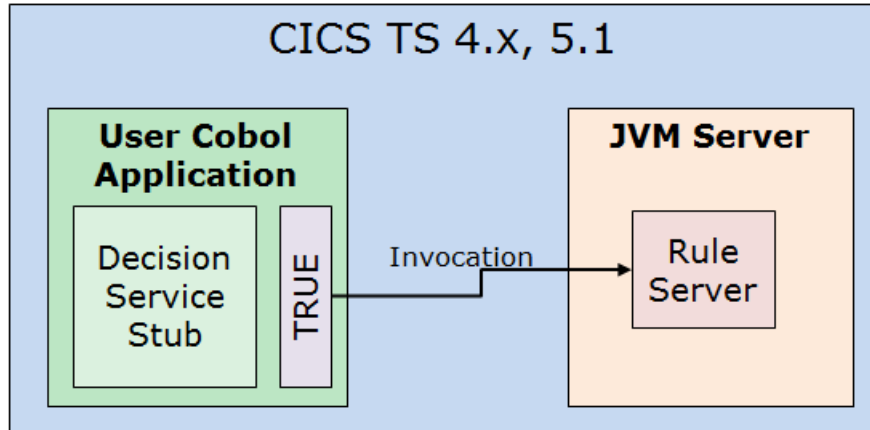 CICS TS 4.x, 5.1
User Cobol
Application
Decision
Service
Stub
TRUE
Invocation
JVM Server
Rule
Server